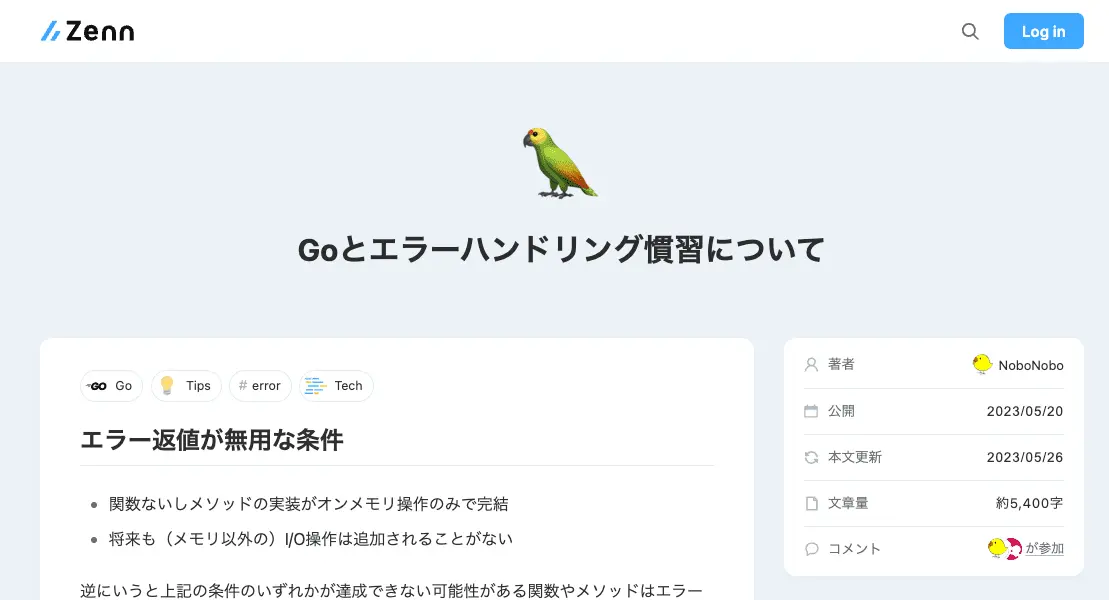 Zenn
Log in
Goとエラーハンドリング慣習について
GO Go
Tips
# error
Tech
エラー返値が無用な条件
関数ないしメソッドの実装がオンメモリ操作のみで完結
将来も（メモリ以外の）I/O操作は追加されることがない
逆にいうと上記の条件のいずれかが達成できない可能性がある関数やメソッドはエラー
著者 NoboNobo
公開 2023/05/20
本文更新 2023/05/26
文章量 約5,400字
コメント が参加